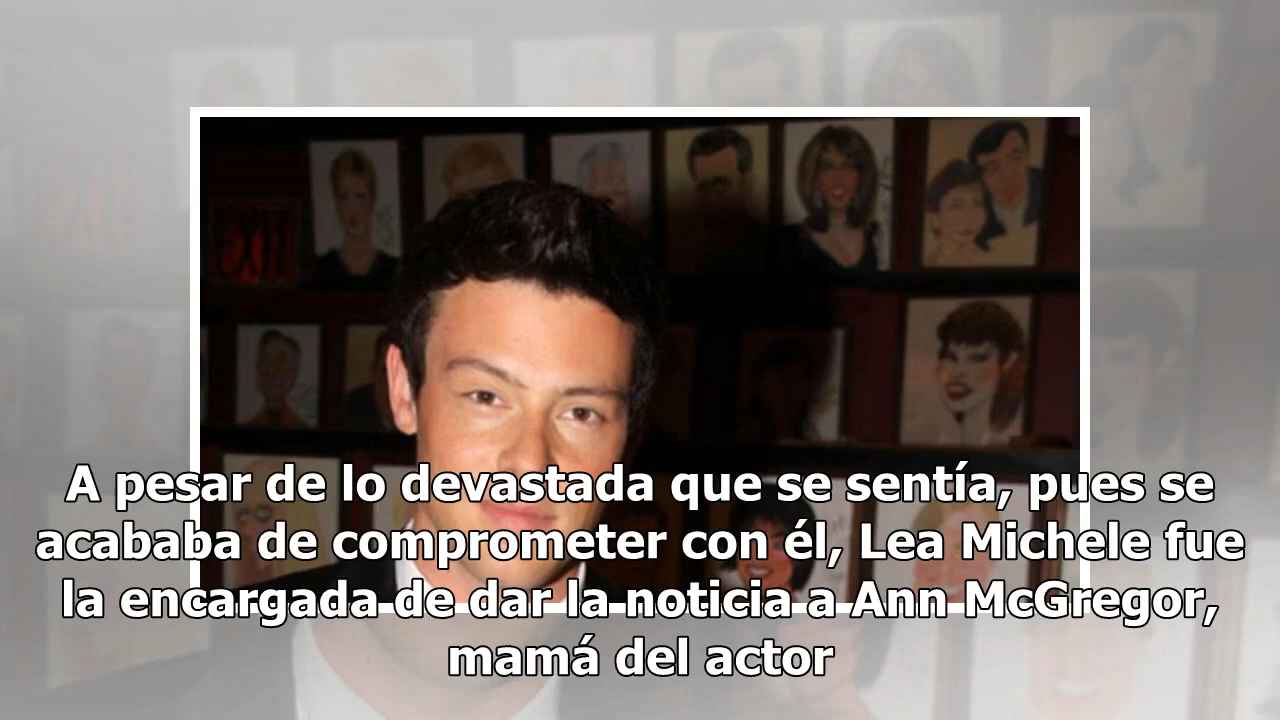 EXIT
A pesar de lo devastada que se sentía, pues se
acababa de comprometer con él, Lea Michele fue
la encargada de dar la noticia a Ann McGregor,
mamá del actor